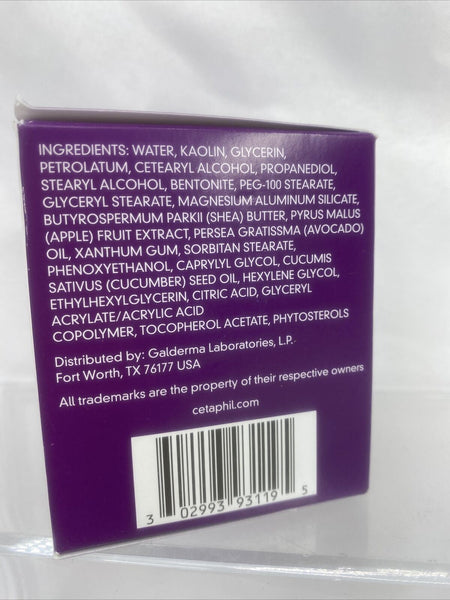 INGREDIENTS: WATER, KAOLIN, GLYCERIN,
PETROLATUM, CETEARYL ALCOHOL, PROPANEDIOL,
STEARYL ALCOHOL, BENTONITE, PEG-100 STEARATE,
GLYCERYL STEARATE, MAGNESIUM ALUMINUM SILICATE,
BUTYROSPERMUM PARKII (SHEA) BUTTER, PYRUS MALUS
(APPLE) FRUIT EXTRACT, PERSEA GRATISSMA (AVOCADO)
OIL, XANTHUM GUM, SORBITAN STEARATE,
PHENOXYETHANOL, CAPRYLYL GLYCOL, CUCUMIS
SATIVUS (CUCUMBER) SEED OIL, HEXYLENE GLYCOL,
ETHYLHEXYLGLYCERIN, CITRIC ACID, GLYCERYL
ACRYLATE/ACRYLIC ACID
COPOLYMER, TOCOPHEROL ACETATE, PHYTOSTEROLS
Distributed by: Galderma Laboratories, L.P.
Fort Worth, TX 76177 USA
All trademarks are the property of their respective owners
cetaphil.com
3 02993 93119 5